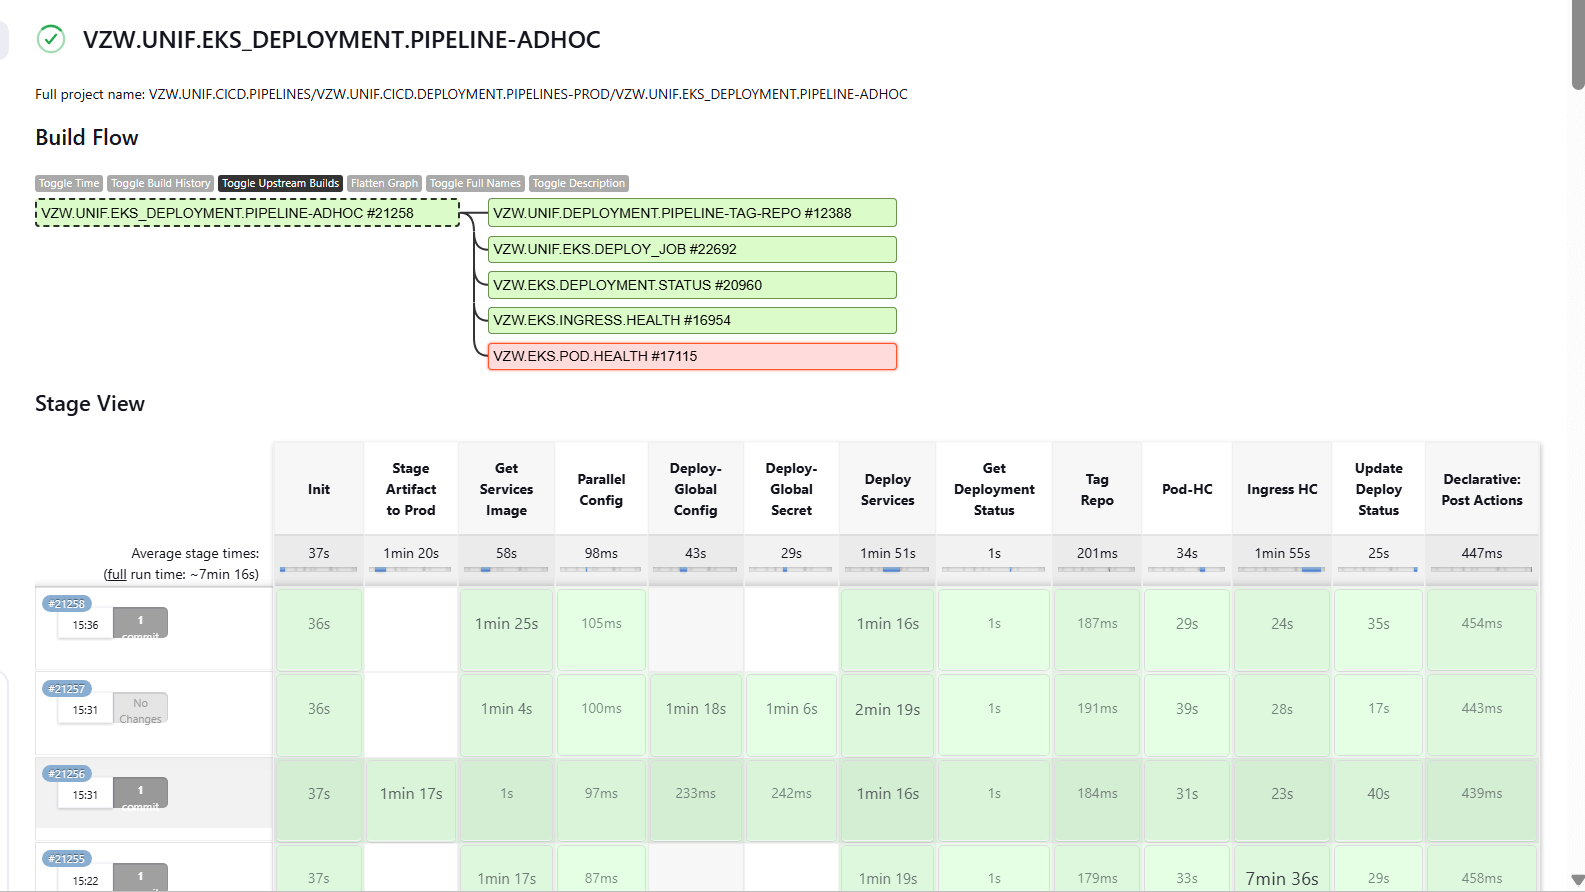 VZW.UNIF.EKS_DEPLOYMENT.PIPELINE-ADHOC
Full project name: VZW.UNIF.CICD.PIPELINES/VZW.UNIF.CICD.DEPLOYMENT.PIPELINES-PROD/VZW.UNIF.EKS_DEPLOYMENT.PIPELINE-ADHOC
Build Flow
Toggle Time Toggle Build History Toggle Upstream Builds Flatten Graph Toggle Full Names Toggle Description
VZW.UNIF.EKS_DEPLOYMENT.PIPELINE-ADHOC #21258
VZW.UNIF.DEPLOYMENT.PIPELINE-TAG-REPO #12388
VZW.UNIF.EKS.DEPLOY_JOB #22692
VZW.EKS.DEPLOYMENT.STATUS #20960
VZW.EKS.INGRESS.HEALTH #16954
VZW.EKS.POD.HEALTH #17115
Stage View
Init
Stage
Artifact
to Prod
Get
Services
Image
Parallel
Config
Deploy-
Global
Config
Deploy-
Global
Secret
Deploy
Services
Get
Deployment
Status
Tag
Repo
Pod-HC
Ingress HC
Update
Deploy
Status
Declarative:
Post Actions
Average stage times:
(full run time: ~7min 16s)
37s 1min 20s 58s 98ms 43s 29s 1min 51s 1s 201ms 34s 1min 55s 25s 447ms
#21258
15:36
1
commit
36s 1min 25s 105ms 1min 16s 1s 187ms 29s 24s 35s 454ms
#21257
15:31
No
Changes
36s 1min 4s 100ms 1min 18s 1min 6s 2min 19s 1s 191ms 39s 28s 17s 443ms
#21256
15:31
1
commit
37s 1min 17s 1s 97ms 233ms 242ms 1min 16s 1s 184ms 31s 23s 40s 439ms
#21255
15:22
1
37s 1min 17s 87ms 1min 19s 1s 179ms 33s 7min 36s 29s 458ms